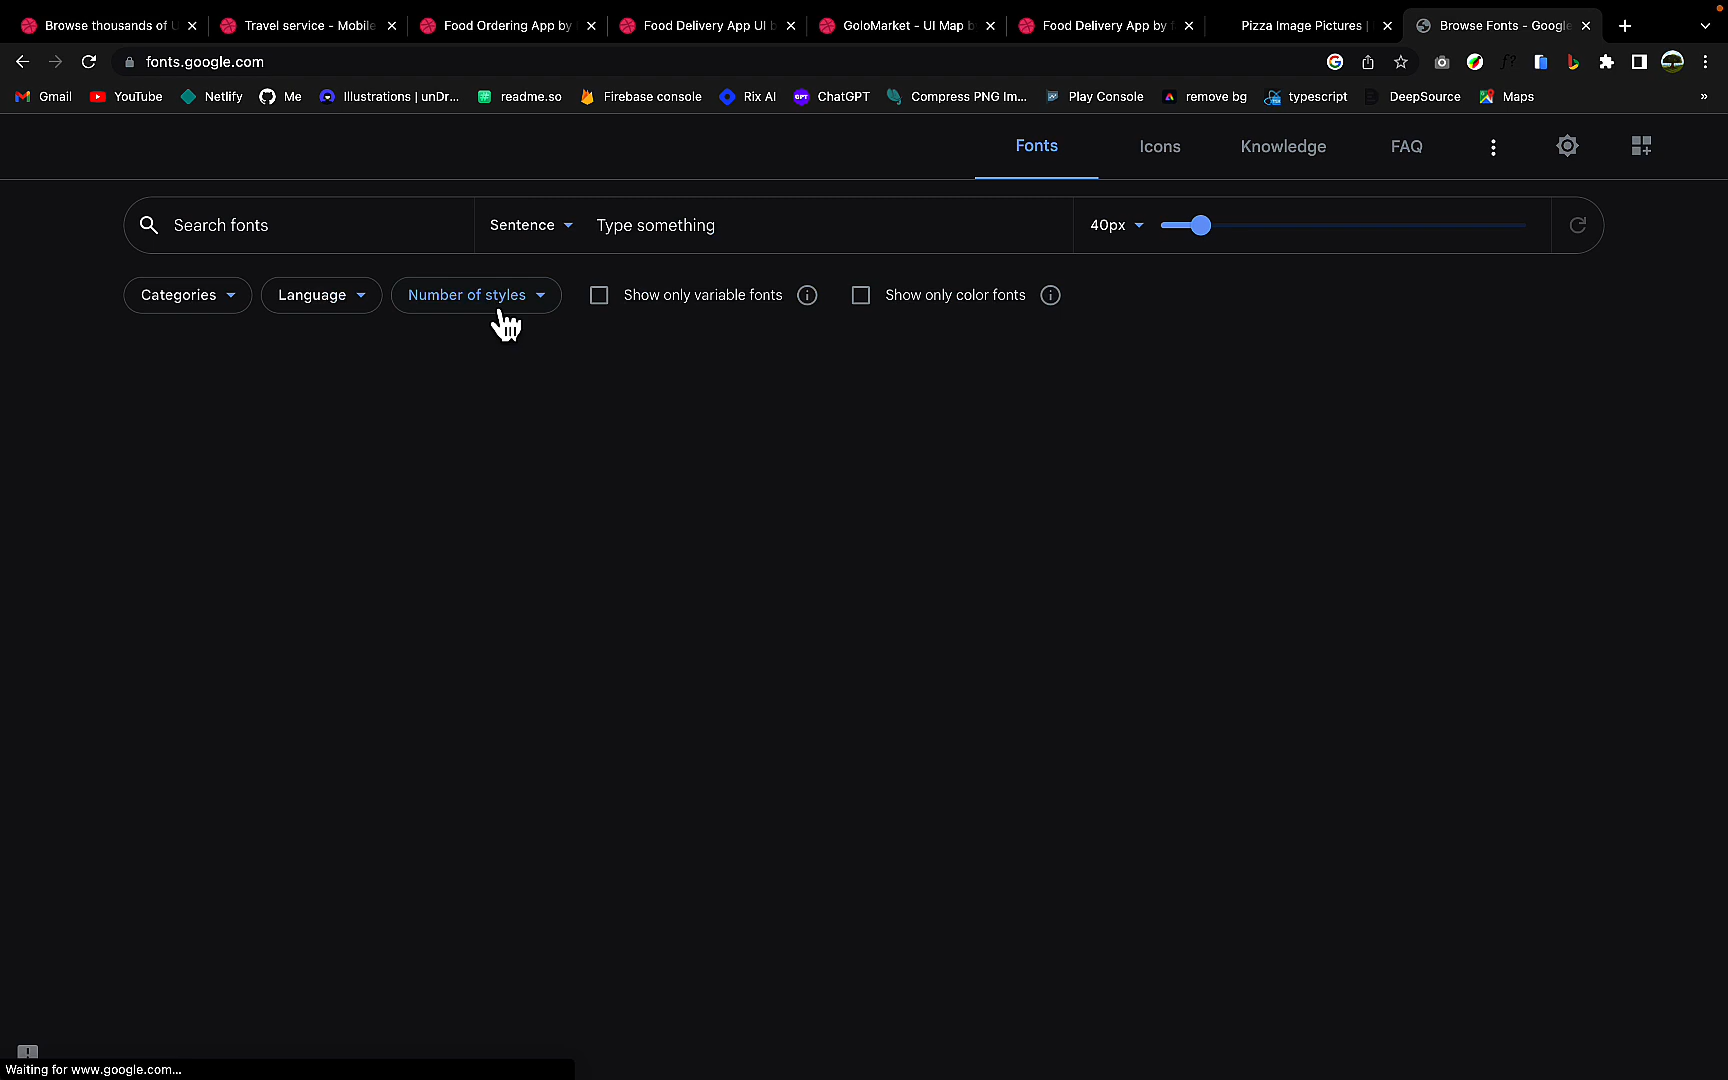 Browse thousands of U
Travel service - Mobile
Food Ordering App by
Food Delivery App UI b
GoloMarket - UI Map b
Food Delivery App by f
Pizza Image Pictures |
Browse Fonts - Google
fonts.google.com
Gmail
YouTube
Netlify
Me
Illustrations | unDr...
readme.so
Firebase console
Rix AI
GPT
ChatGPT
Compress PNG Im...
Play Console
remove bg
typescript
DeepSource
Maps
»
Fonts
Icons
Knowledge
FAQ
Search fonts
Sentence
Type something
40px
Categories
Language
Number of styles
Show only variable fonts
Show only color fonts
Waiting for www.google.com...